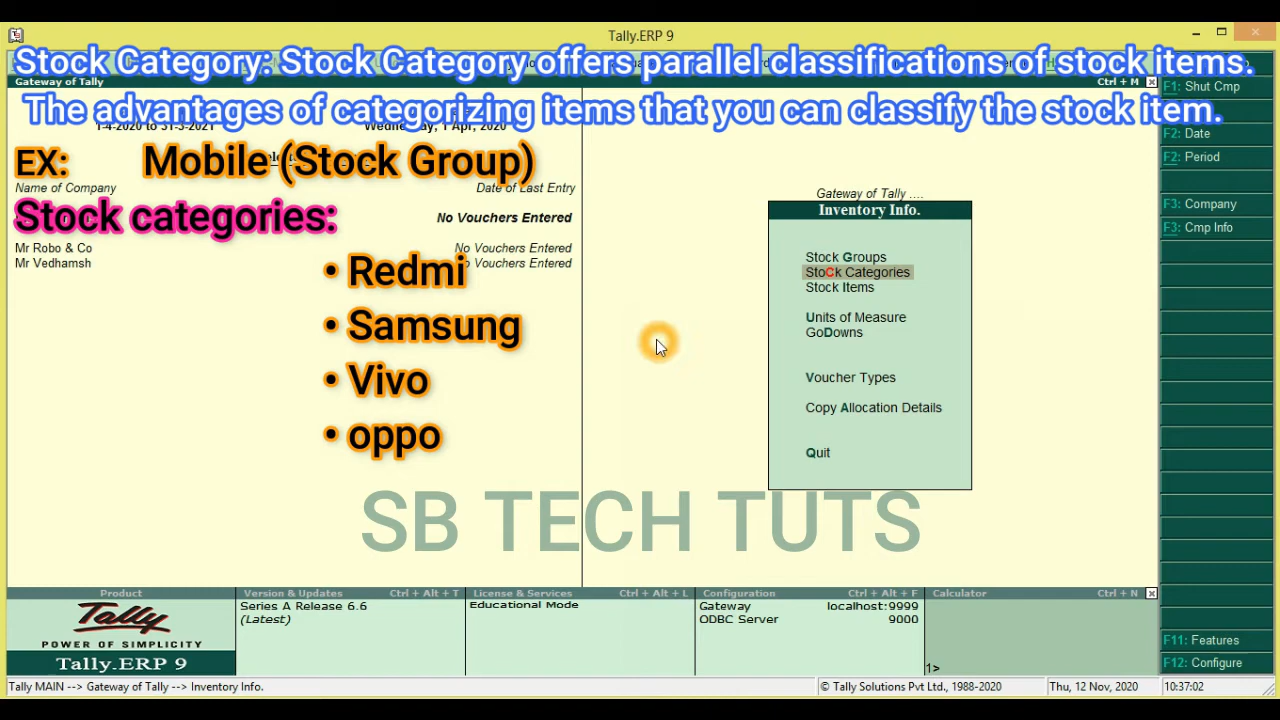 Tally.ERP 9
Stock Category: Stock Category offers parallel classifications of stock items.
Gateway of Tally
Ctrl + M
The advantages of categorizing items that you can classify the stock item.
1-4-2020 to 31-3-2021
Wednesday, 1 Apr, 2020
EX: Mobile (Stock Group)
Name of Company
Date of Last Entry
Stock categories:
No Vouchers Entered
Mr Robo & Co
No Vouchers Entered
Mr Vedhamsh
No Vouchers Entered
• Redmi
• Samsung
• Vivo
• oppo
Gateway of Tally ....
Inventory Info.
Stock Groups
StoCk Categories
Stock Items
Units of Measure
GoDowns
Voucher Types
Copy Allocation Details
Quit
F1: Shut Cmp
F2: Date
F2: Period
F3: Company
F3: Cmp Info
F11: Features
F12: Configure
SB TECH TUTS
Product
Tally
POWER OF SIMPLICITY
Tally.ERP 9
Version & Updates Ctrl + Alt + T
Series A Release 6.6
(Latest)
License & Services Ctrl + Alt + L
Educational Mode
Configuration Ctrl + Alt + F
Gateway localhost:9999
ODBC Server 9000
Calculator Ctrl + N
1>
Tally MAIN --> Gateway of Tally --> Inventory Info.
© Tally Solutions Pvt Ltd., 1988-2020
Thu, 12 Nov, 2020
10:37:02